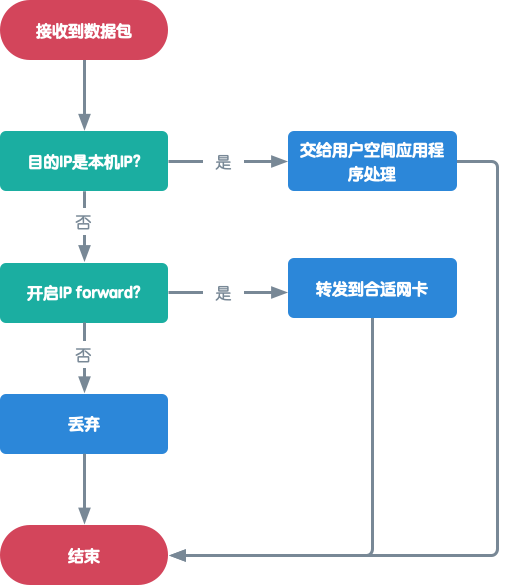 接收到数据包
目的IP是本机IP?
是
交给用户空间应用程
序处理
否
开启IP forward?
是
转发到合适网卡
否
丢弃
结束